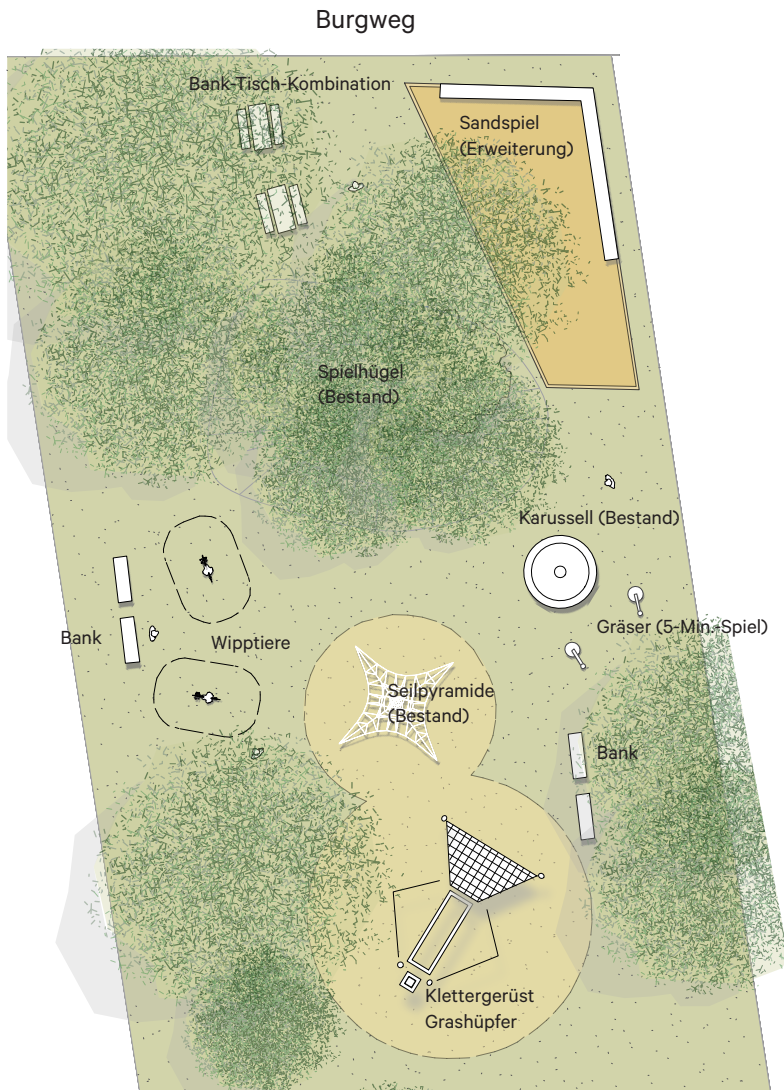 Burgweg
Bank-Tisch-Kombination
Sandspiel
(Erweiterung)
Spielhügel
(Bestand)
Karussell (Bestand)
Gräser (5-Min.-Spiel)
Bank
Wipptiere
Seilpyramide
(Bestand)
Bank
Klettergerüst
Grashüpfer